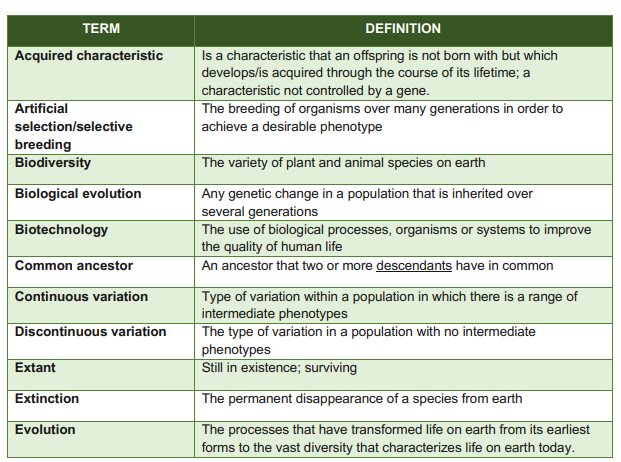 TERM DEFINITION
Acquired characteristic Is a characteristic that an offspring is not born with but which
develops/is acquired through the course of its lifetime; a
characteristic not controlled by a gene.
Artificial The breeding of organisms over many generations in order to
selection/selective achieve a desirable phenotype
breeding
Biodiversity The variety of plant and animal species on earth
Biological evolution Any genetic change in a population that is inherited over
several generations
Biotechnology The use of biological processes, organisms or systems to improve
the quality of human life
Common ancestor An ancestor that two or more descendants have in common
Continuous variation Type of variation within a population in which there is a range of
intermediate phenotypes
Discontinuous variation The type of variation in a population with no intermediate
phenotypes
Extant Still in existence; surviving
Extinction The permanent disappearance of a species from earth
Evolution The processes that have transformed life on earth from its earliest
forms to the vast diversity that characterizes life on earth today.